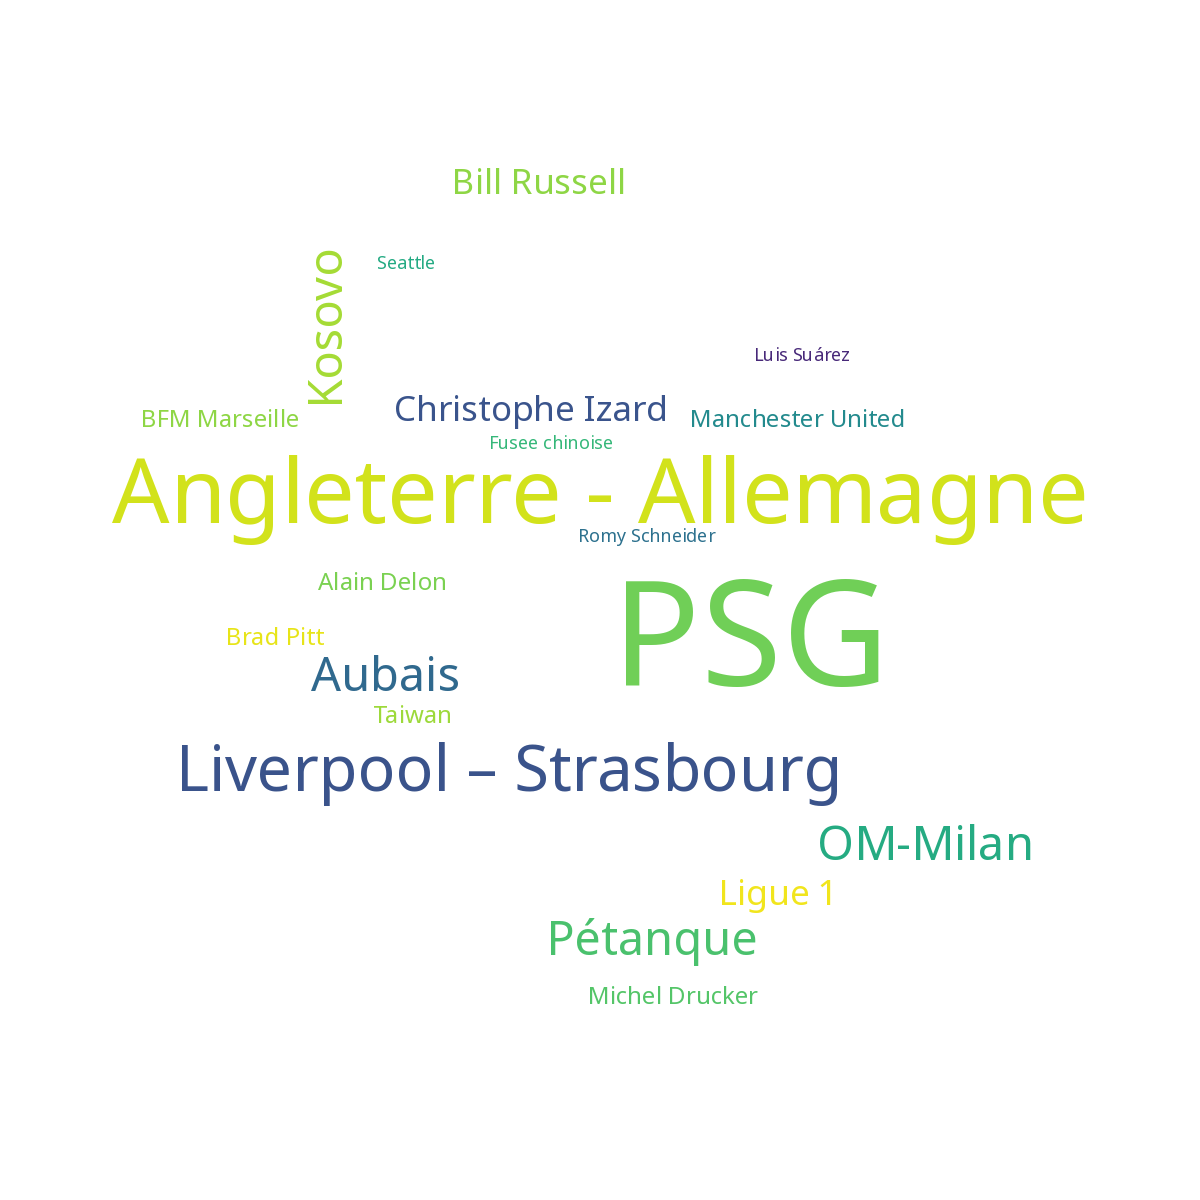 Bill Russell
Kosovo
Seattle
Luis Suárez
BFM Marseille
Christophe Izard
Manchester United
Fusee chinoise
Angleterre - Allemagne
Romy Schneider
Alain Delon
PSG
Brad Pitt
Aubais
Taiwan
Liverpool – Strasbourg
OM-Milan
Ligue 1
Pétanque
Michel Drucker